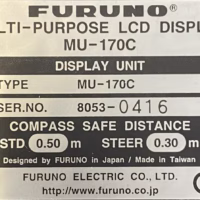 FURUNO®
LTI-PURPOSE LCD DISPL
MU-170C
DISPLAY UNIT
TYPE MU-170C
SER.NO. 8053-0416
COMPASS SAFE DISTANCE
STD 0.50 m STEER 0.30 m
Designed by FURUNO in Japan / Made in Taiwan
FURUNO ELECTRIC CO., LTD.
http://www.furuno.co.jp